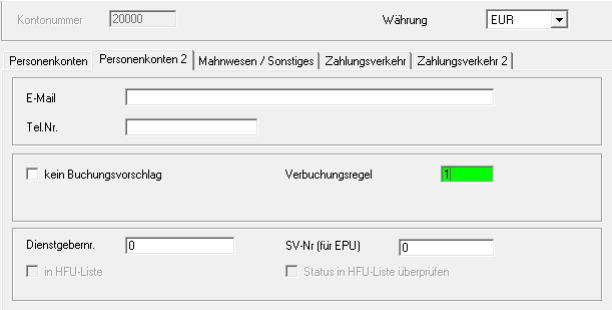 Kontonummer 20000 Währung EUR
Personenkonten Personenkonten 2 Mahnwesen / Sonstiges Zahlungsverkehr Zahlungsverkehr 2
E-Mail
Tel.Nr.
kein Buchungsvorschlag Verbuchungsregel 1
Dienstgebernr. 0 SV-Nr (für EPU) 0
in HFU-Liste Status in HFU-Liste überprüfen